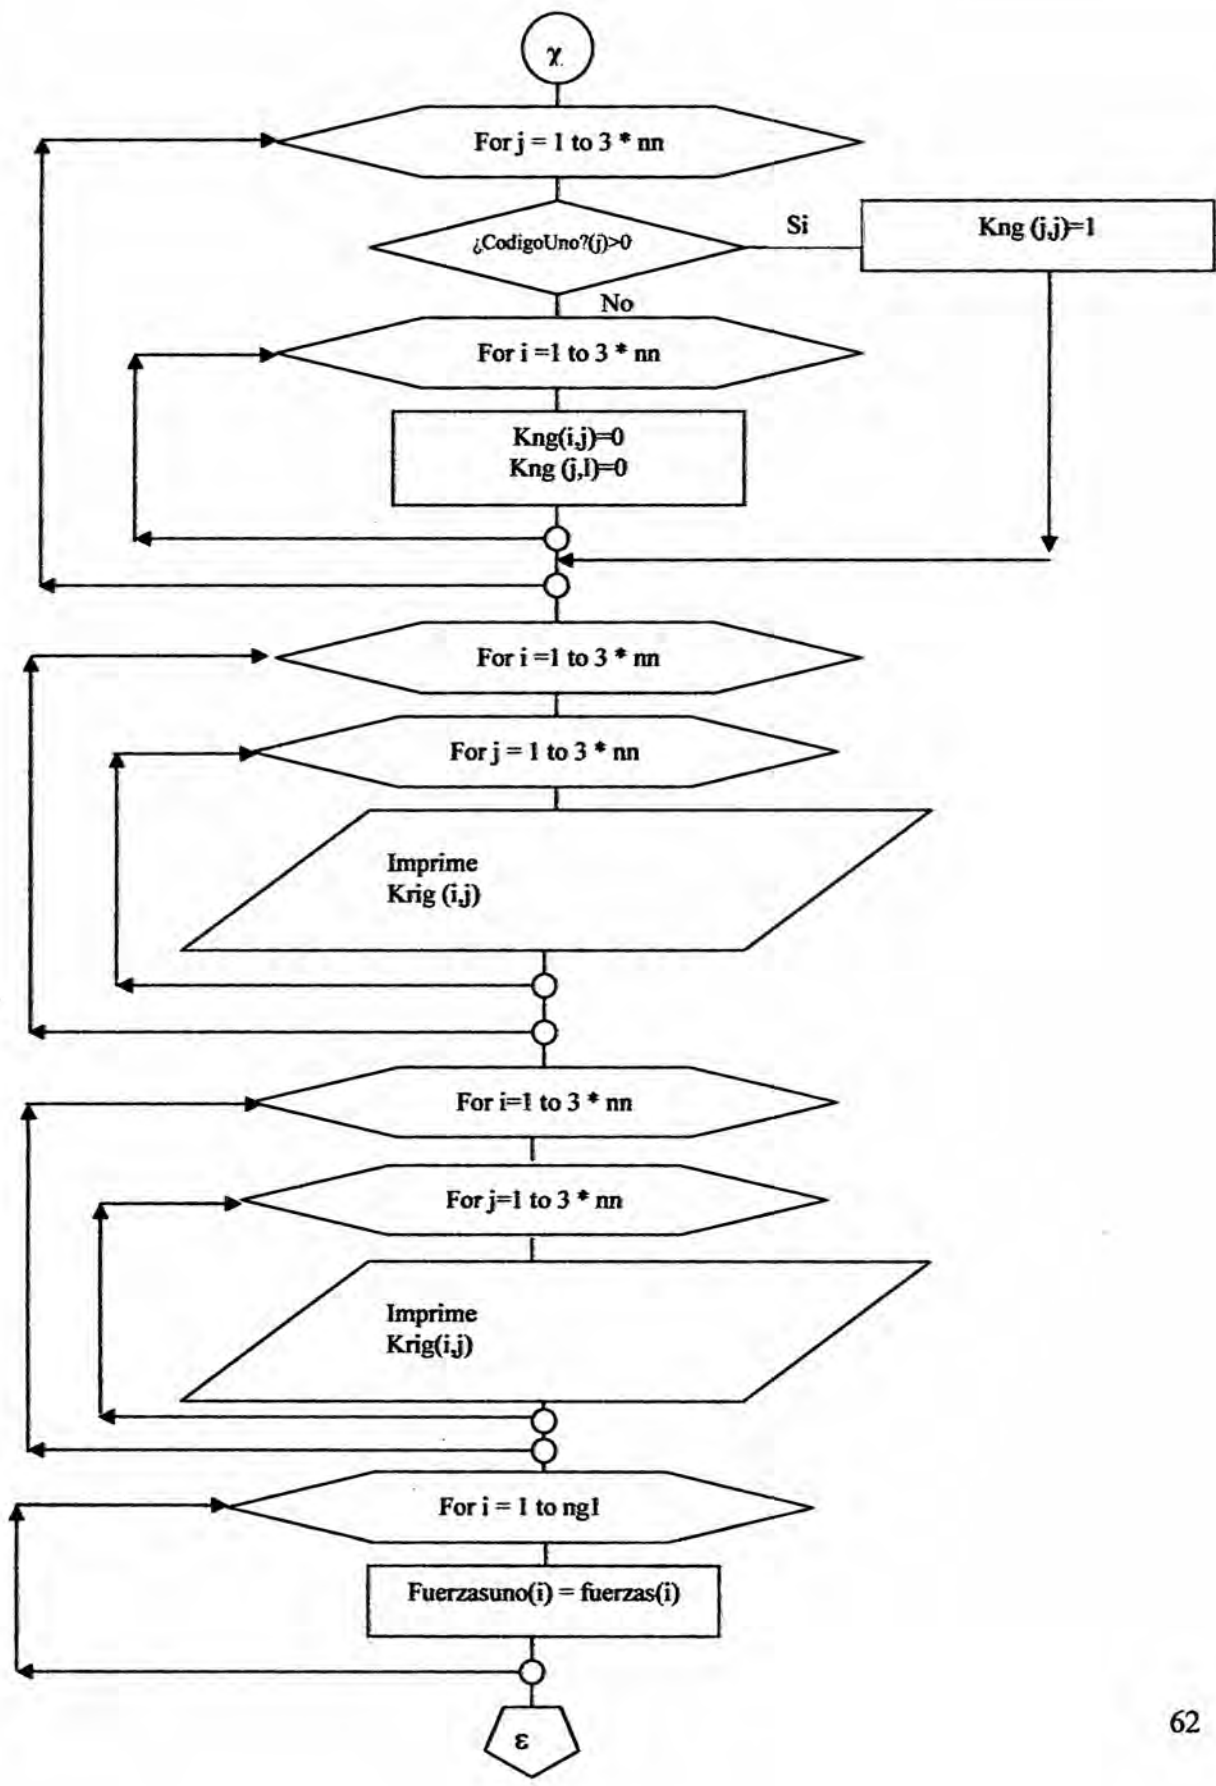 χ
For j = 1 to 3 * nn
¿CodigoUno?(j)>0
Si
Kng (j,j)=1
No
For i =1 to 3 * nn
Kng(i,j)=0
Kng (j,l)=0
For i =1 to 3 * nn
For j = 1 to 3 * nn
Imprime
Krig (i,j)
For i=1 to 3 * nn
For j=1 to 3 * nn
Imprime
Krig(i,j)
For i = 1 to ng1
Fuerzasuno(i) = fuerzas(i)
ε
62